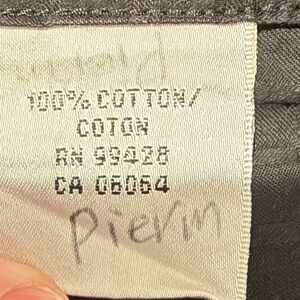 100% COTTON/
COTON
RN 99428
CA 06064
Pierm